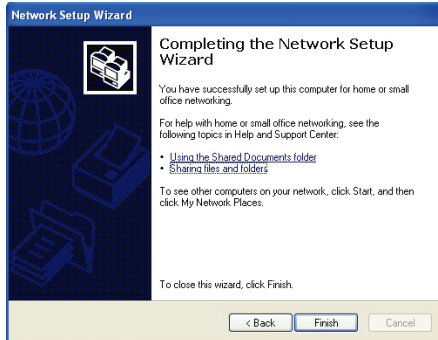 Network Setup Wizard
Completing the Network Setup
Wizard
You have successfully set up this computer for home or small
office networking.
For help with home or small office networking, see the
following topics in Help and Support Center:
• Using the Shared Documents folder
• Sharing files and folders
To see other computers on your network, click Start, and then
click My Network Places.
To close this wizard, click Finish.
< Back Finish Cancel